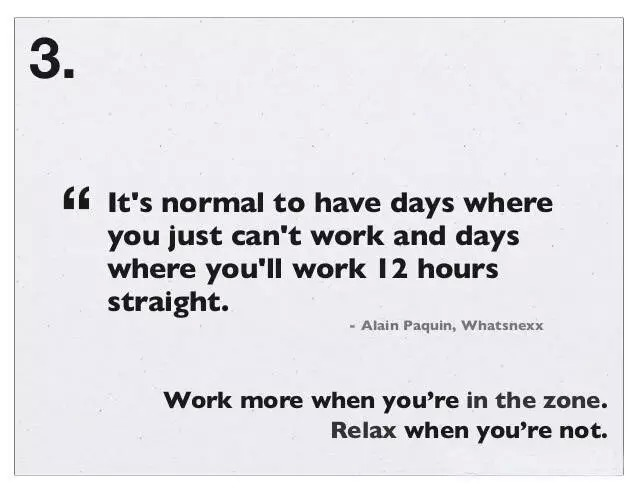 3.
“ It's normal to have days where
you just can't work and days
where you'll work 12 hours
straight.
- Alain Paquin, Whatsnexx
Work more when you’re in the zone.
Relax when you’re not.